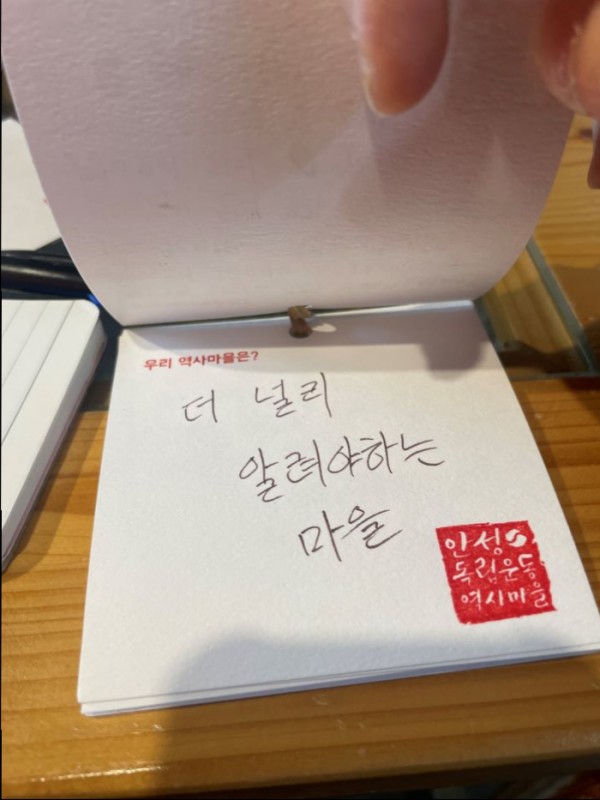 우리 역사마을은?
더 널리
알려야하는
마을
안성
독립운동
역사마을